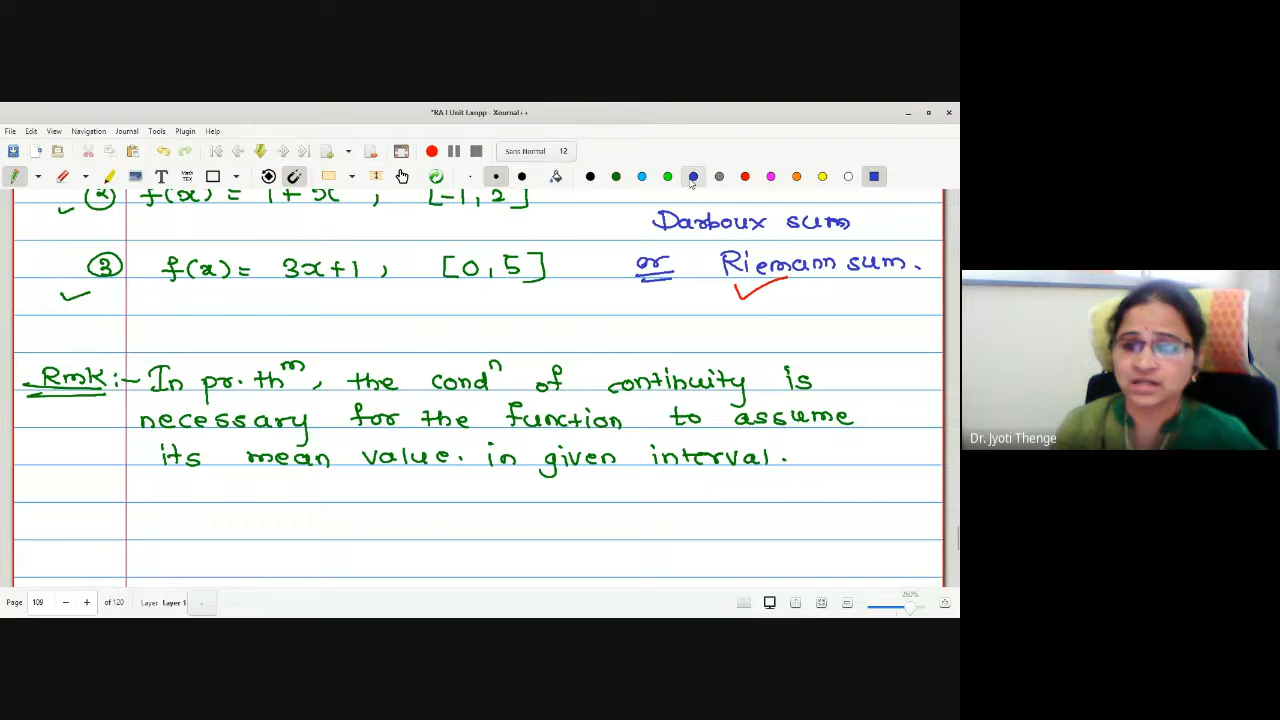 *RA I Unit I.xopp - Xournal++
File Edit View Navigation Journal Tools Plugin Help
Sans Normal 12
② f(x) = 1+x , [-1, 2]
Darboux sum
③ f(x) = 3x+1 , [0, 5] or Riemann sum.
Rmk :- In pr. thm, the condn of continuity is
necessary for the function to assume
its mean value. in given interval.
Dr. Jyoti Thenge
Page 109 of 120 Layer Layer 1
260%